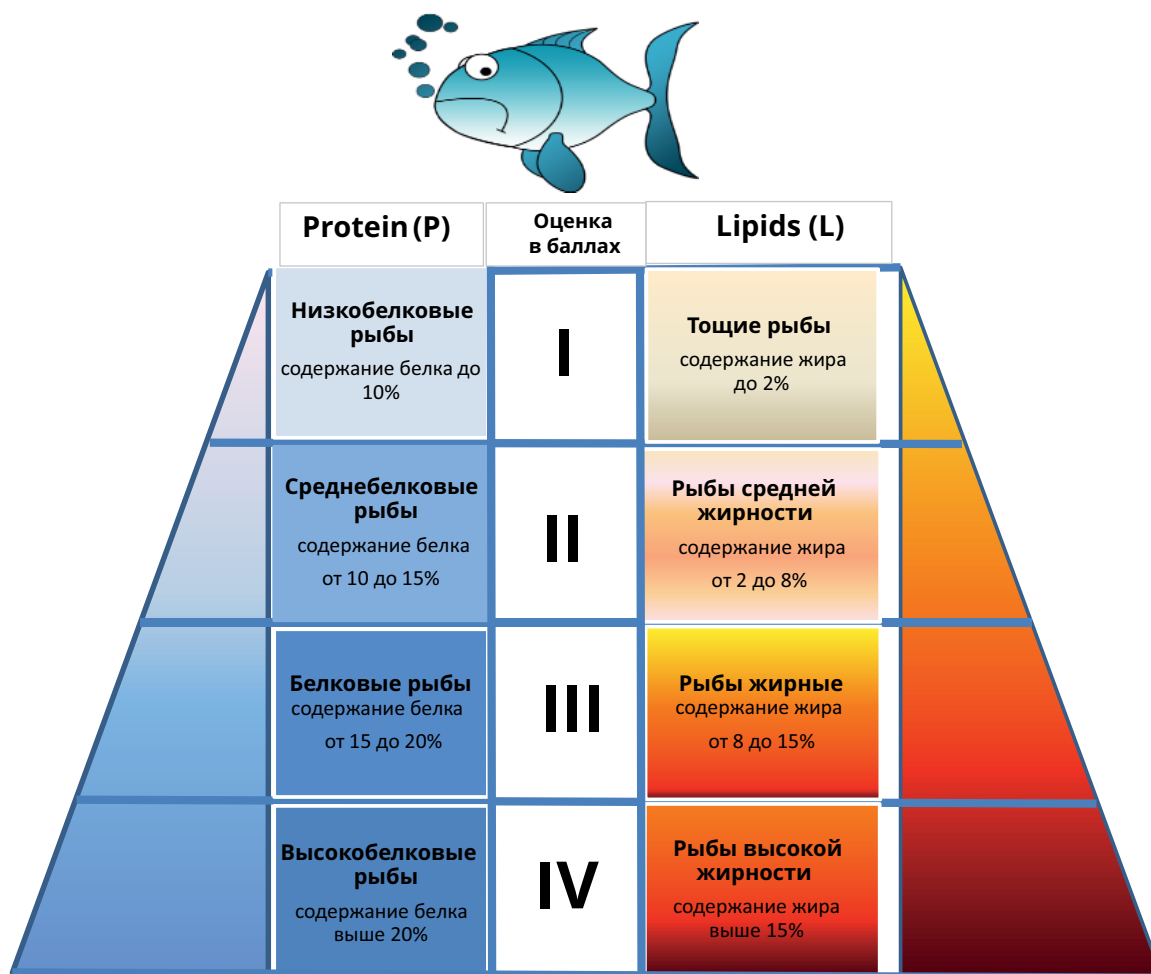 Protein (P)
Оценка
в баллах
Lipids (L)
Низкобелковые
рыбы
содержание белка до
10%
I
Тощие рыбы
содержание жира
до 2%
Среднебелковые
рыбы
содержание белка
от 10 до 15%
II
Рыбы средней
жирности
содержание жира
от 2 до 8%
Белковые рыбы
содержание белка
от 15 до 20%
III
Рыбы жирные
содержание жира
от 8 до 15%
Высокобелковые
рыбы
содержание белка
выше 20%
IV
Рыбы высокой
жирности
содержание жира
выше 15%